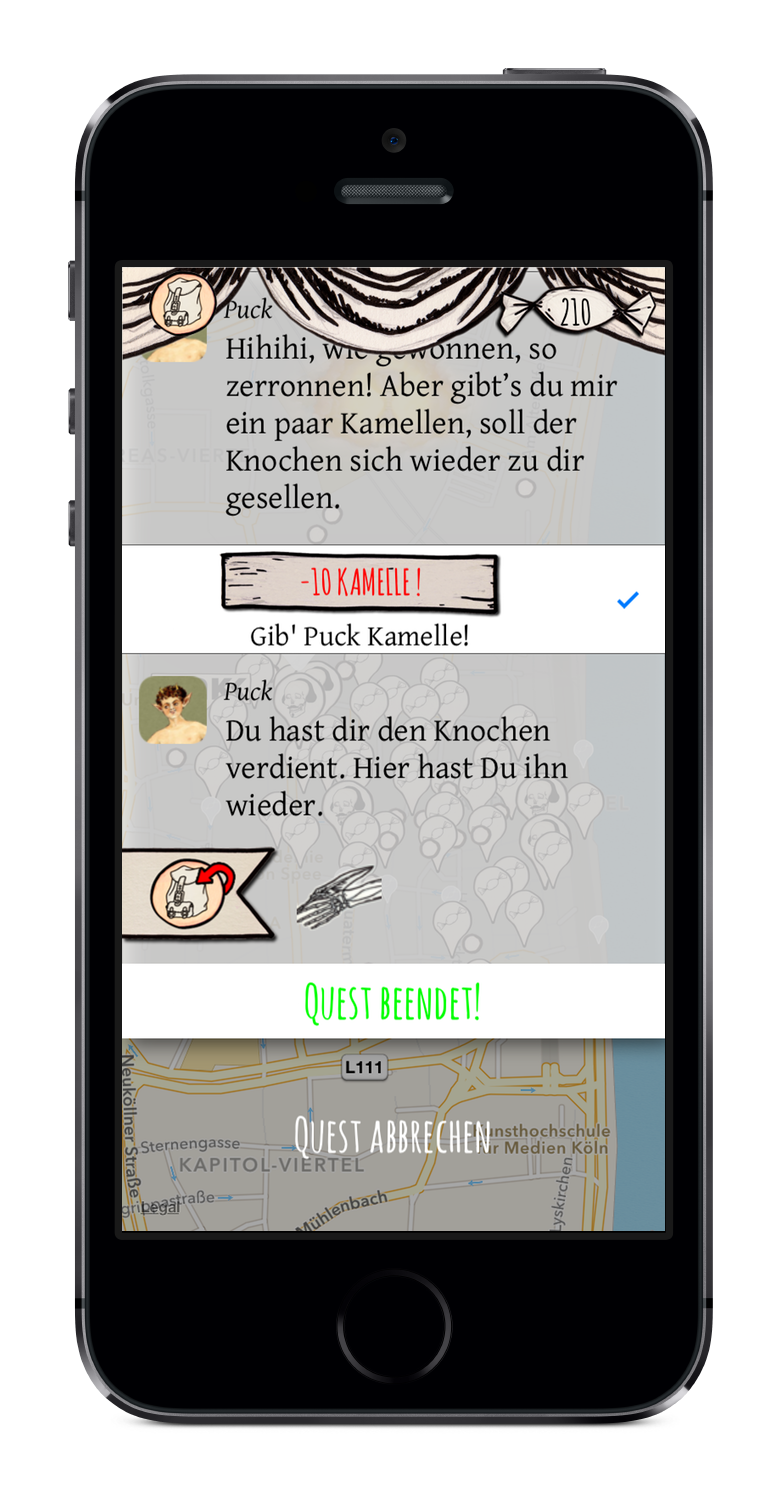 Puck
210
Hihihi, wie gewonnen, so
zerronnen! Aber gibt’s du mir
ein paar Kamellen, soll der
Knochen sich wieder zu dir
gesellen.
-10 KAMELLE !
Gib' Puck Kamelle!
Puck
Du hast dir den Knochen
verdient. Hier hast Du ihn
wieder.
QUEST BEENDET!
L111
Neuköllner Straße
QUEST ABBRECHEN
Kunsthochschule
für Medien Köln
Sternengasse
KAPITOL-VIERTEL
Legal
Mühlenbach
Lyskirchen